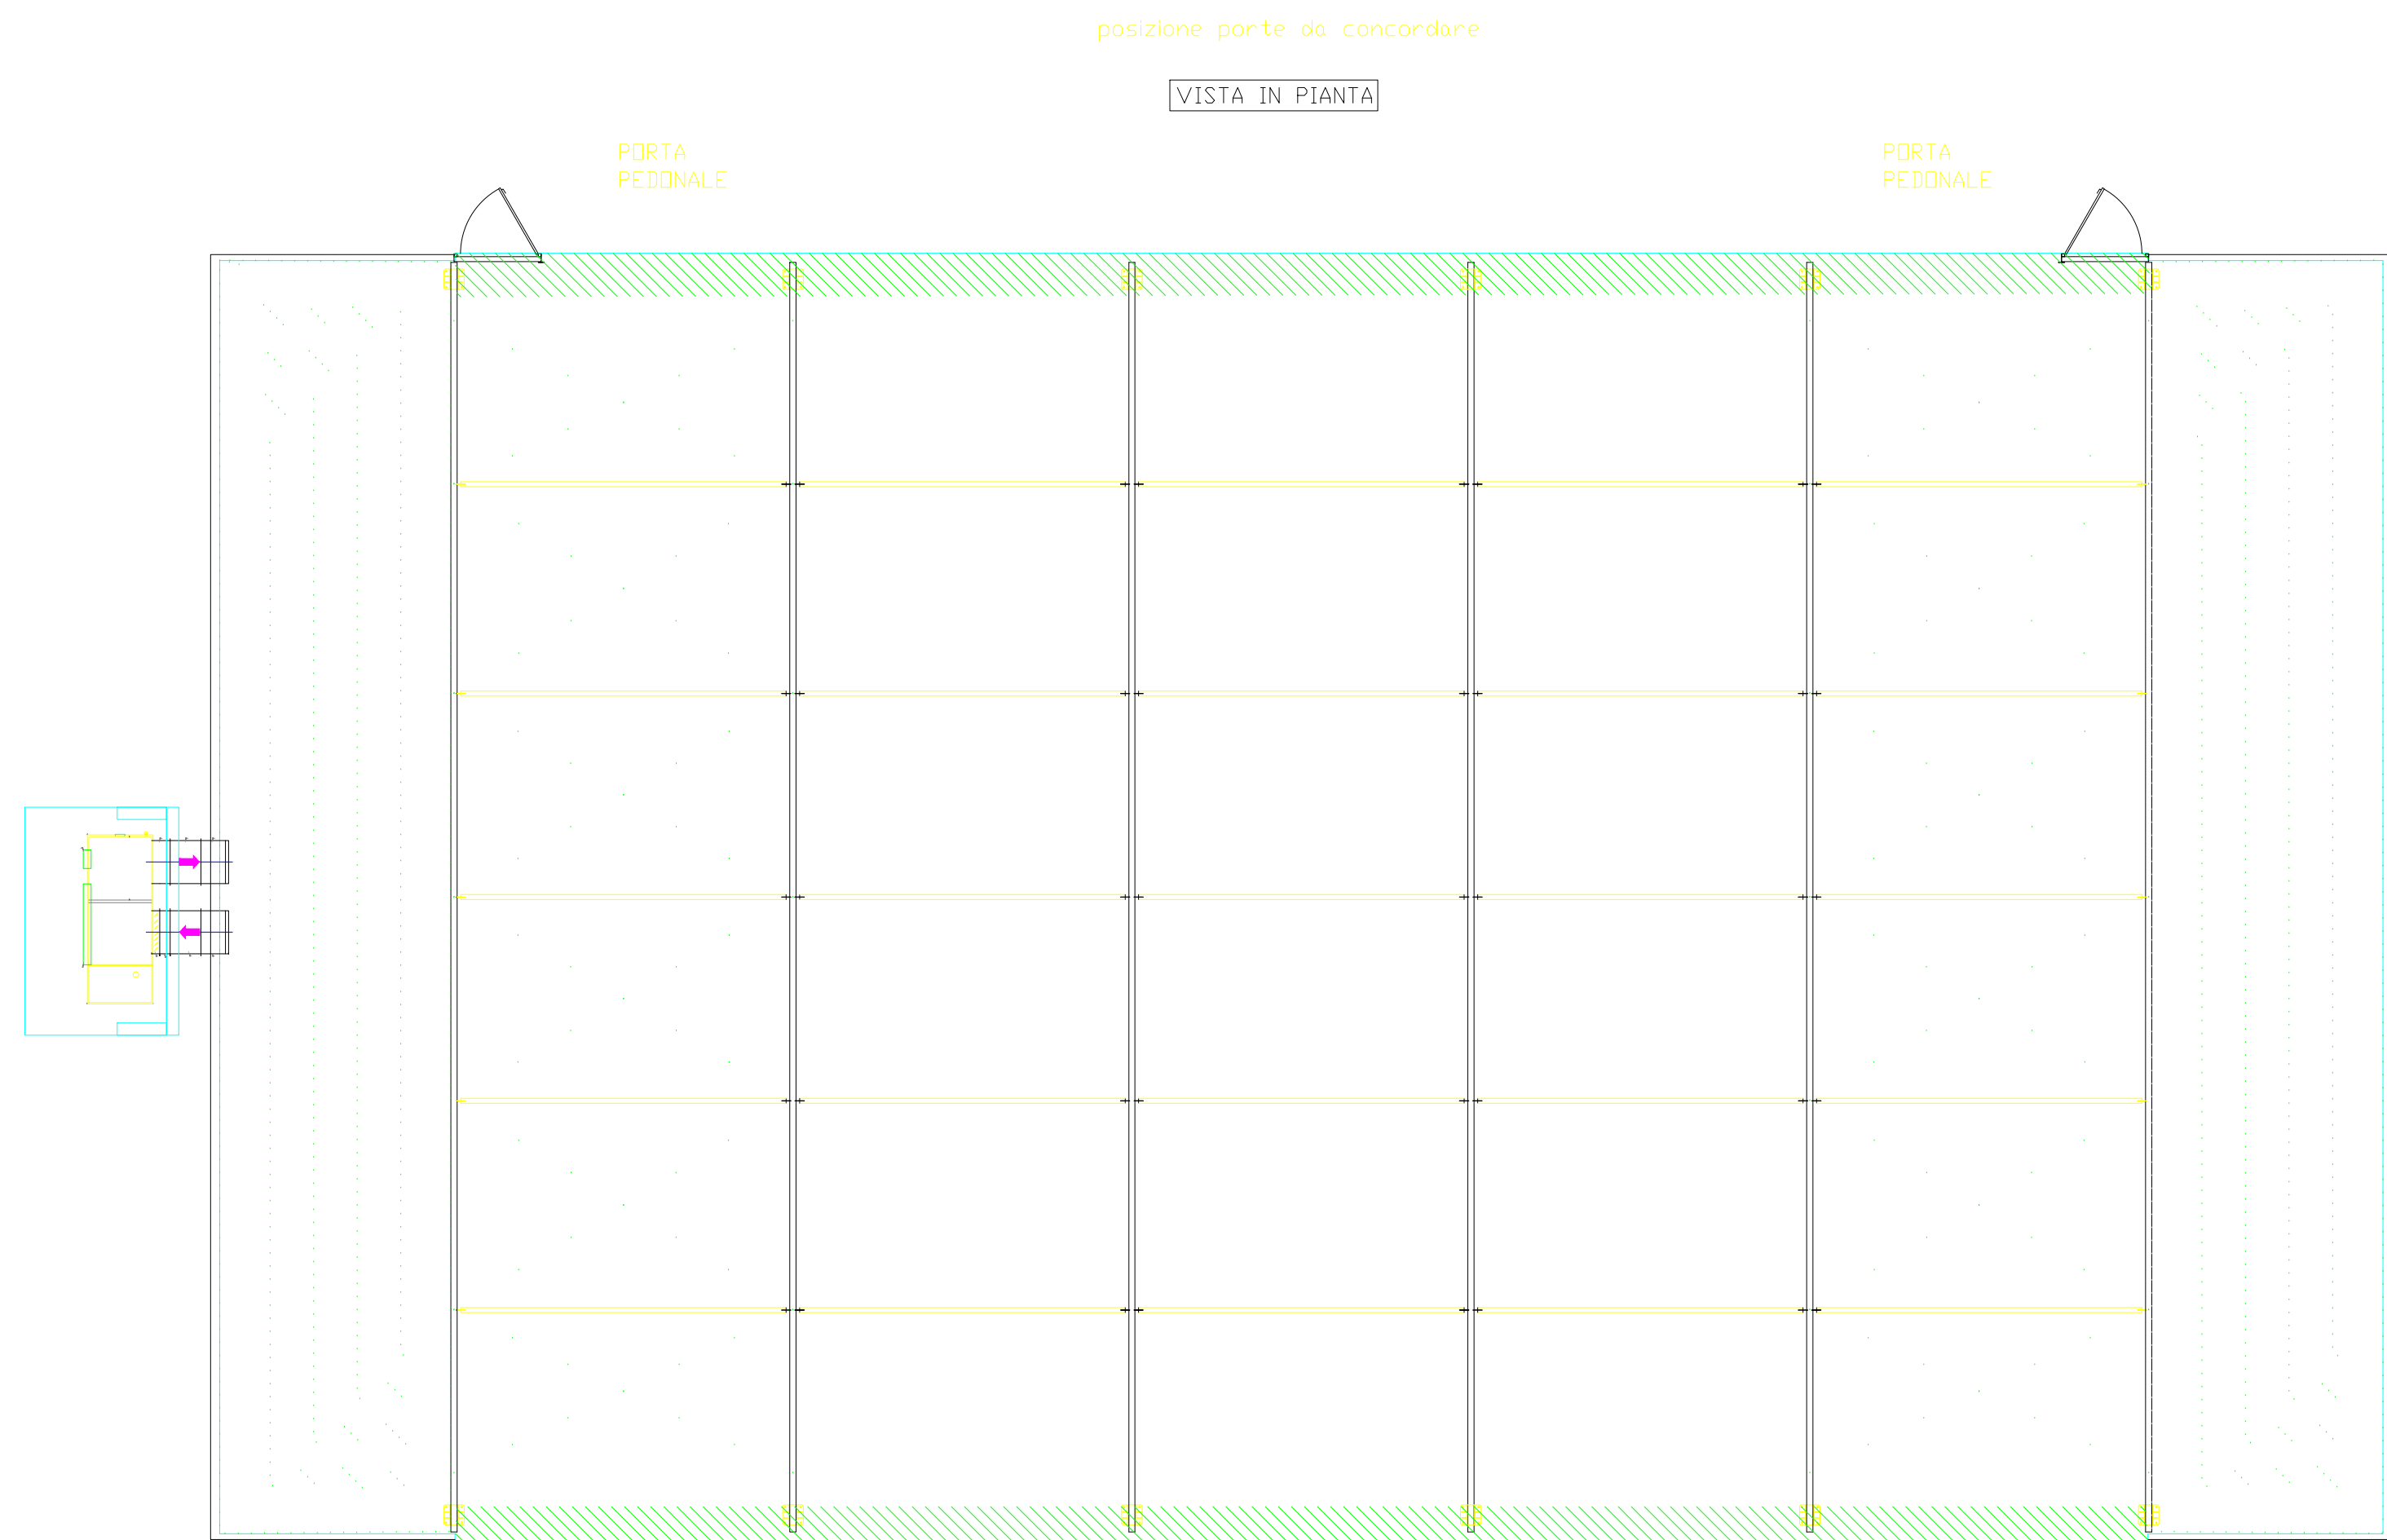 posizione porte da concordare
VISTA IN PIANTA
PORTA
PEDONALE
PORTA
PEDONALE